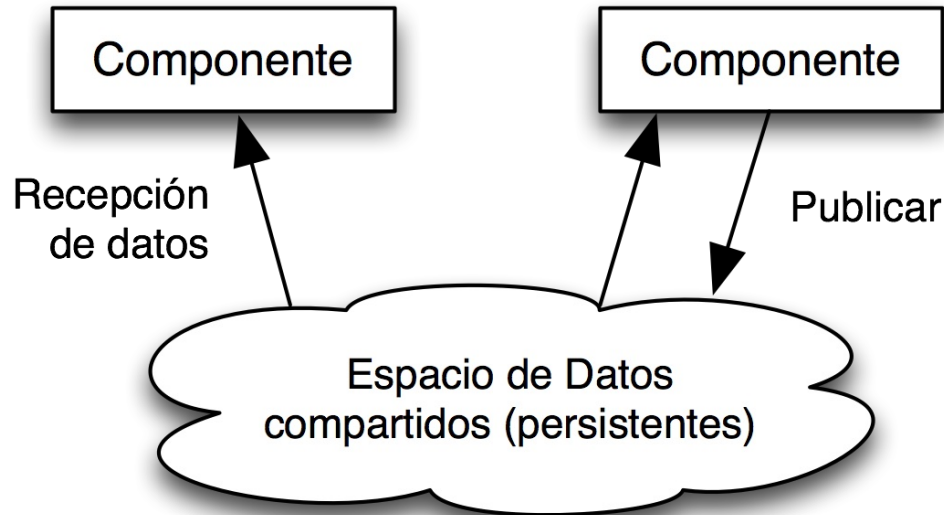 Componente
Componente
Recepción
de datos
Publicar
Espacio de Datos
compartidos (persistentes)